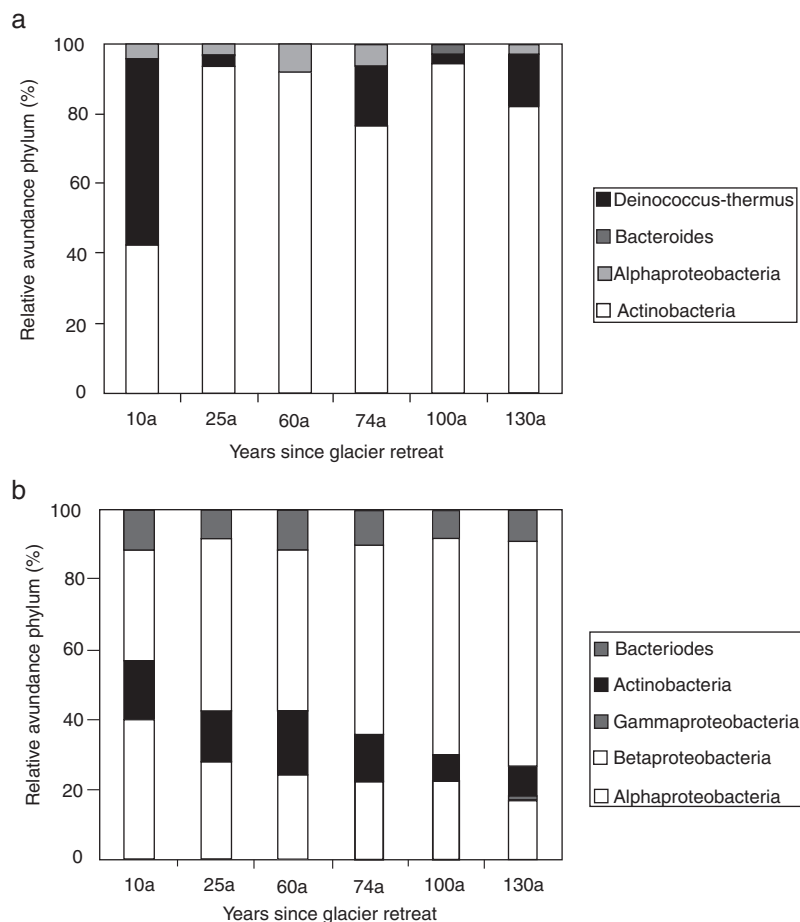 a
Relative avundance phylum (%)
100
80
60
40
20
0
10a 25a 60a 74a 100a 130a
Years since glacier retreat
Deinococcus-thermus
Bacteroides
Alphaproteobacteria
Actinobacteria
b
Relative avundance phylum (%)
100
80
60
40
20
0
10a 25a 60a 74a 100a 130a
Years since glacier retreat
Bacteriodes
Actinobacteria
Gammaproteobacteria
Betaproteobacteria
Alphaproteobacteria